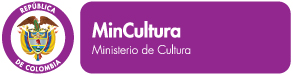 REPÚBLICA
DE COLOMBIA
MinCultura
Ministerio de Cultura